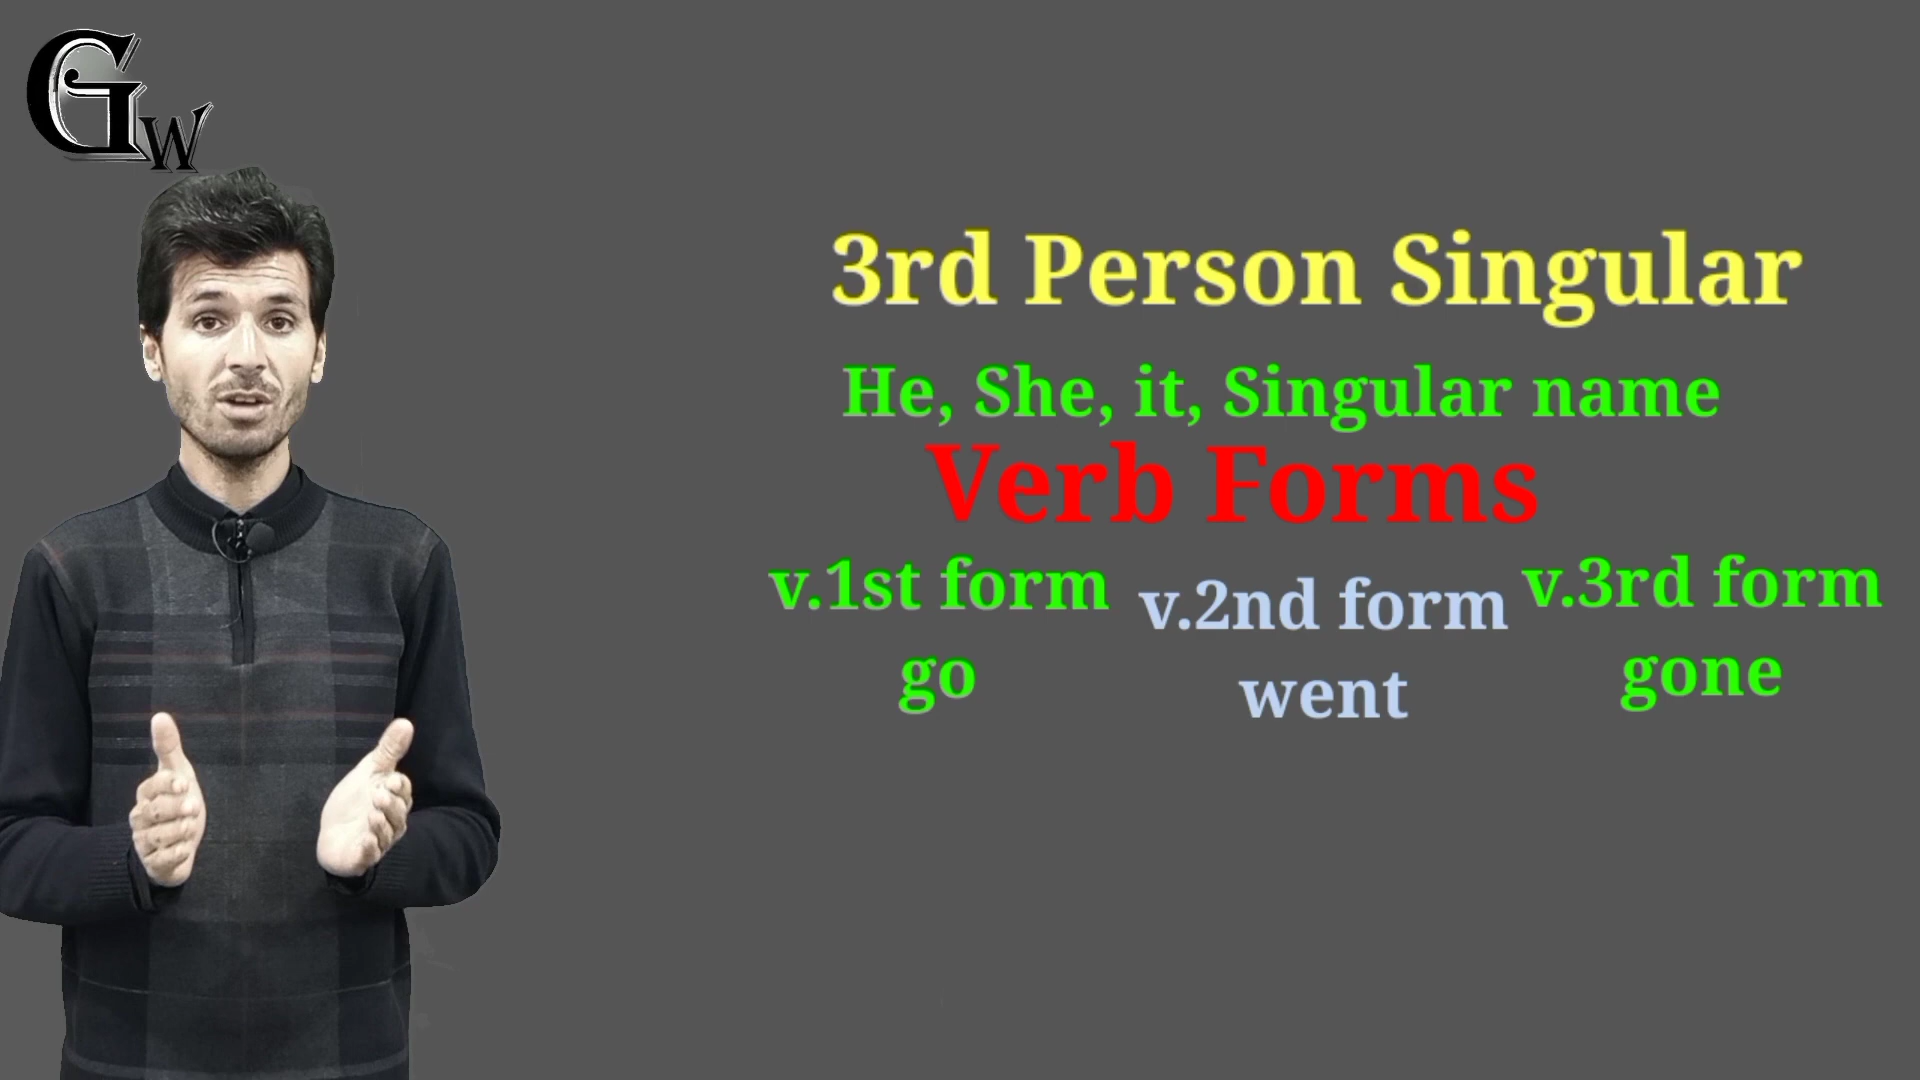 GW
3rd Person Singular
He, She, it, Singular name
Verb Forms
v.1st form v.2nd form v.3rd form
go went gone